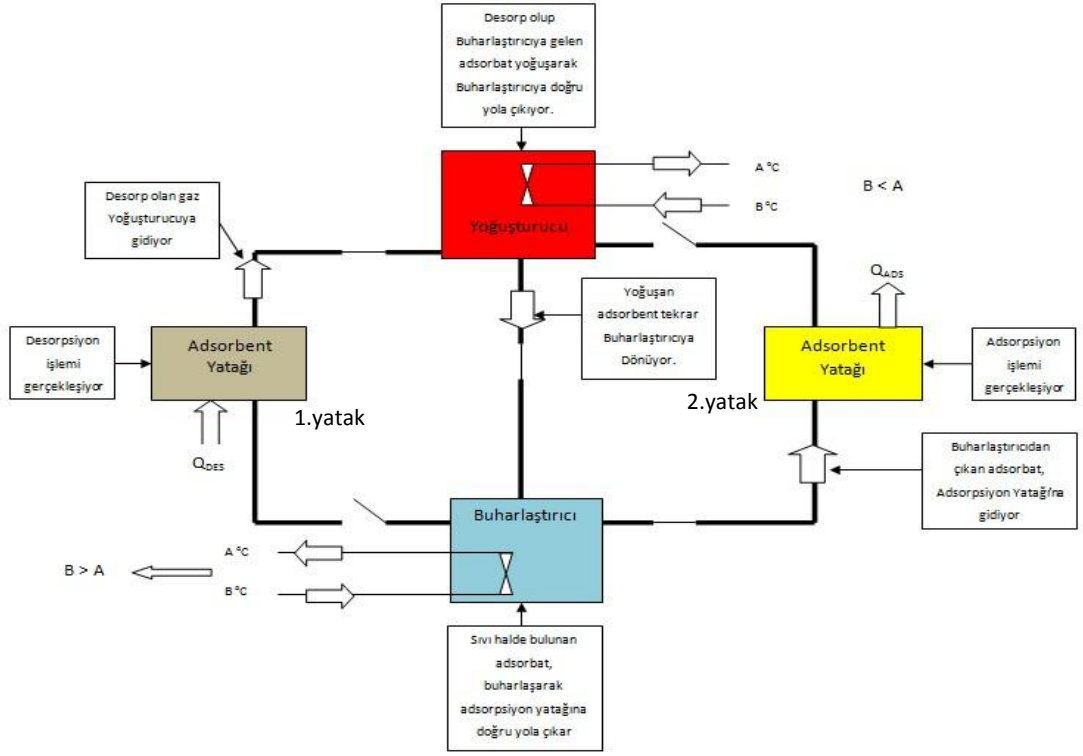 Desorp olup
Buharlaştırıcıya gelen
adsorbat yoğuşarak
Buharlaştırıcıya doğru
yola çıkıyor.
A °C
B °C
B < A
Yoğuşturucu
Desorp olan gaz
Yoğuşturucuya
gidiyor
Q_ADS
Yoğuşan
adsorbent tekrar
Buharlaştırıcıya
Dönüyor.
Desorpsiyon
işlemi
gerçekleşiyor
Adsorbent
Yatağı
1.yatak
Q_DES
Adsorbent
Yatağı
2.yatak
Adsorpsiyon
işlemi
gerçekleşiyor
Buharlaştırıcıdan
çıkan adsorbat,
Adsorpsiyon Yatağı'na
gidiyor
Buharlaştırıcı
A °C
B °C
B > A
Sıvı halde bulunan
adsorbat,
buharlaşarak
adsorpsiyon yatağına
doğru yola çıkar